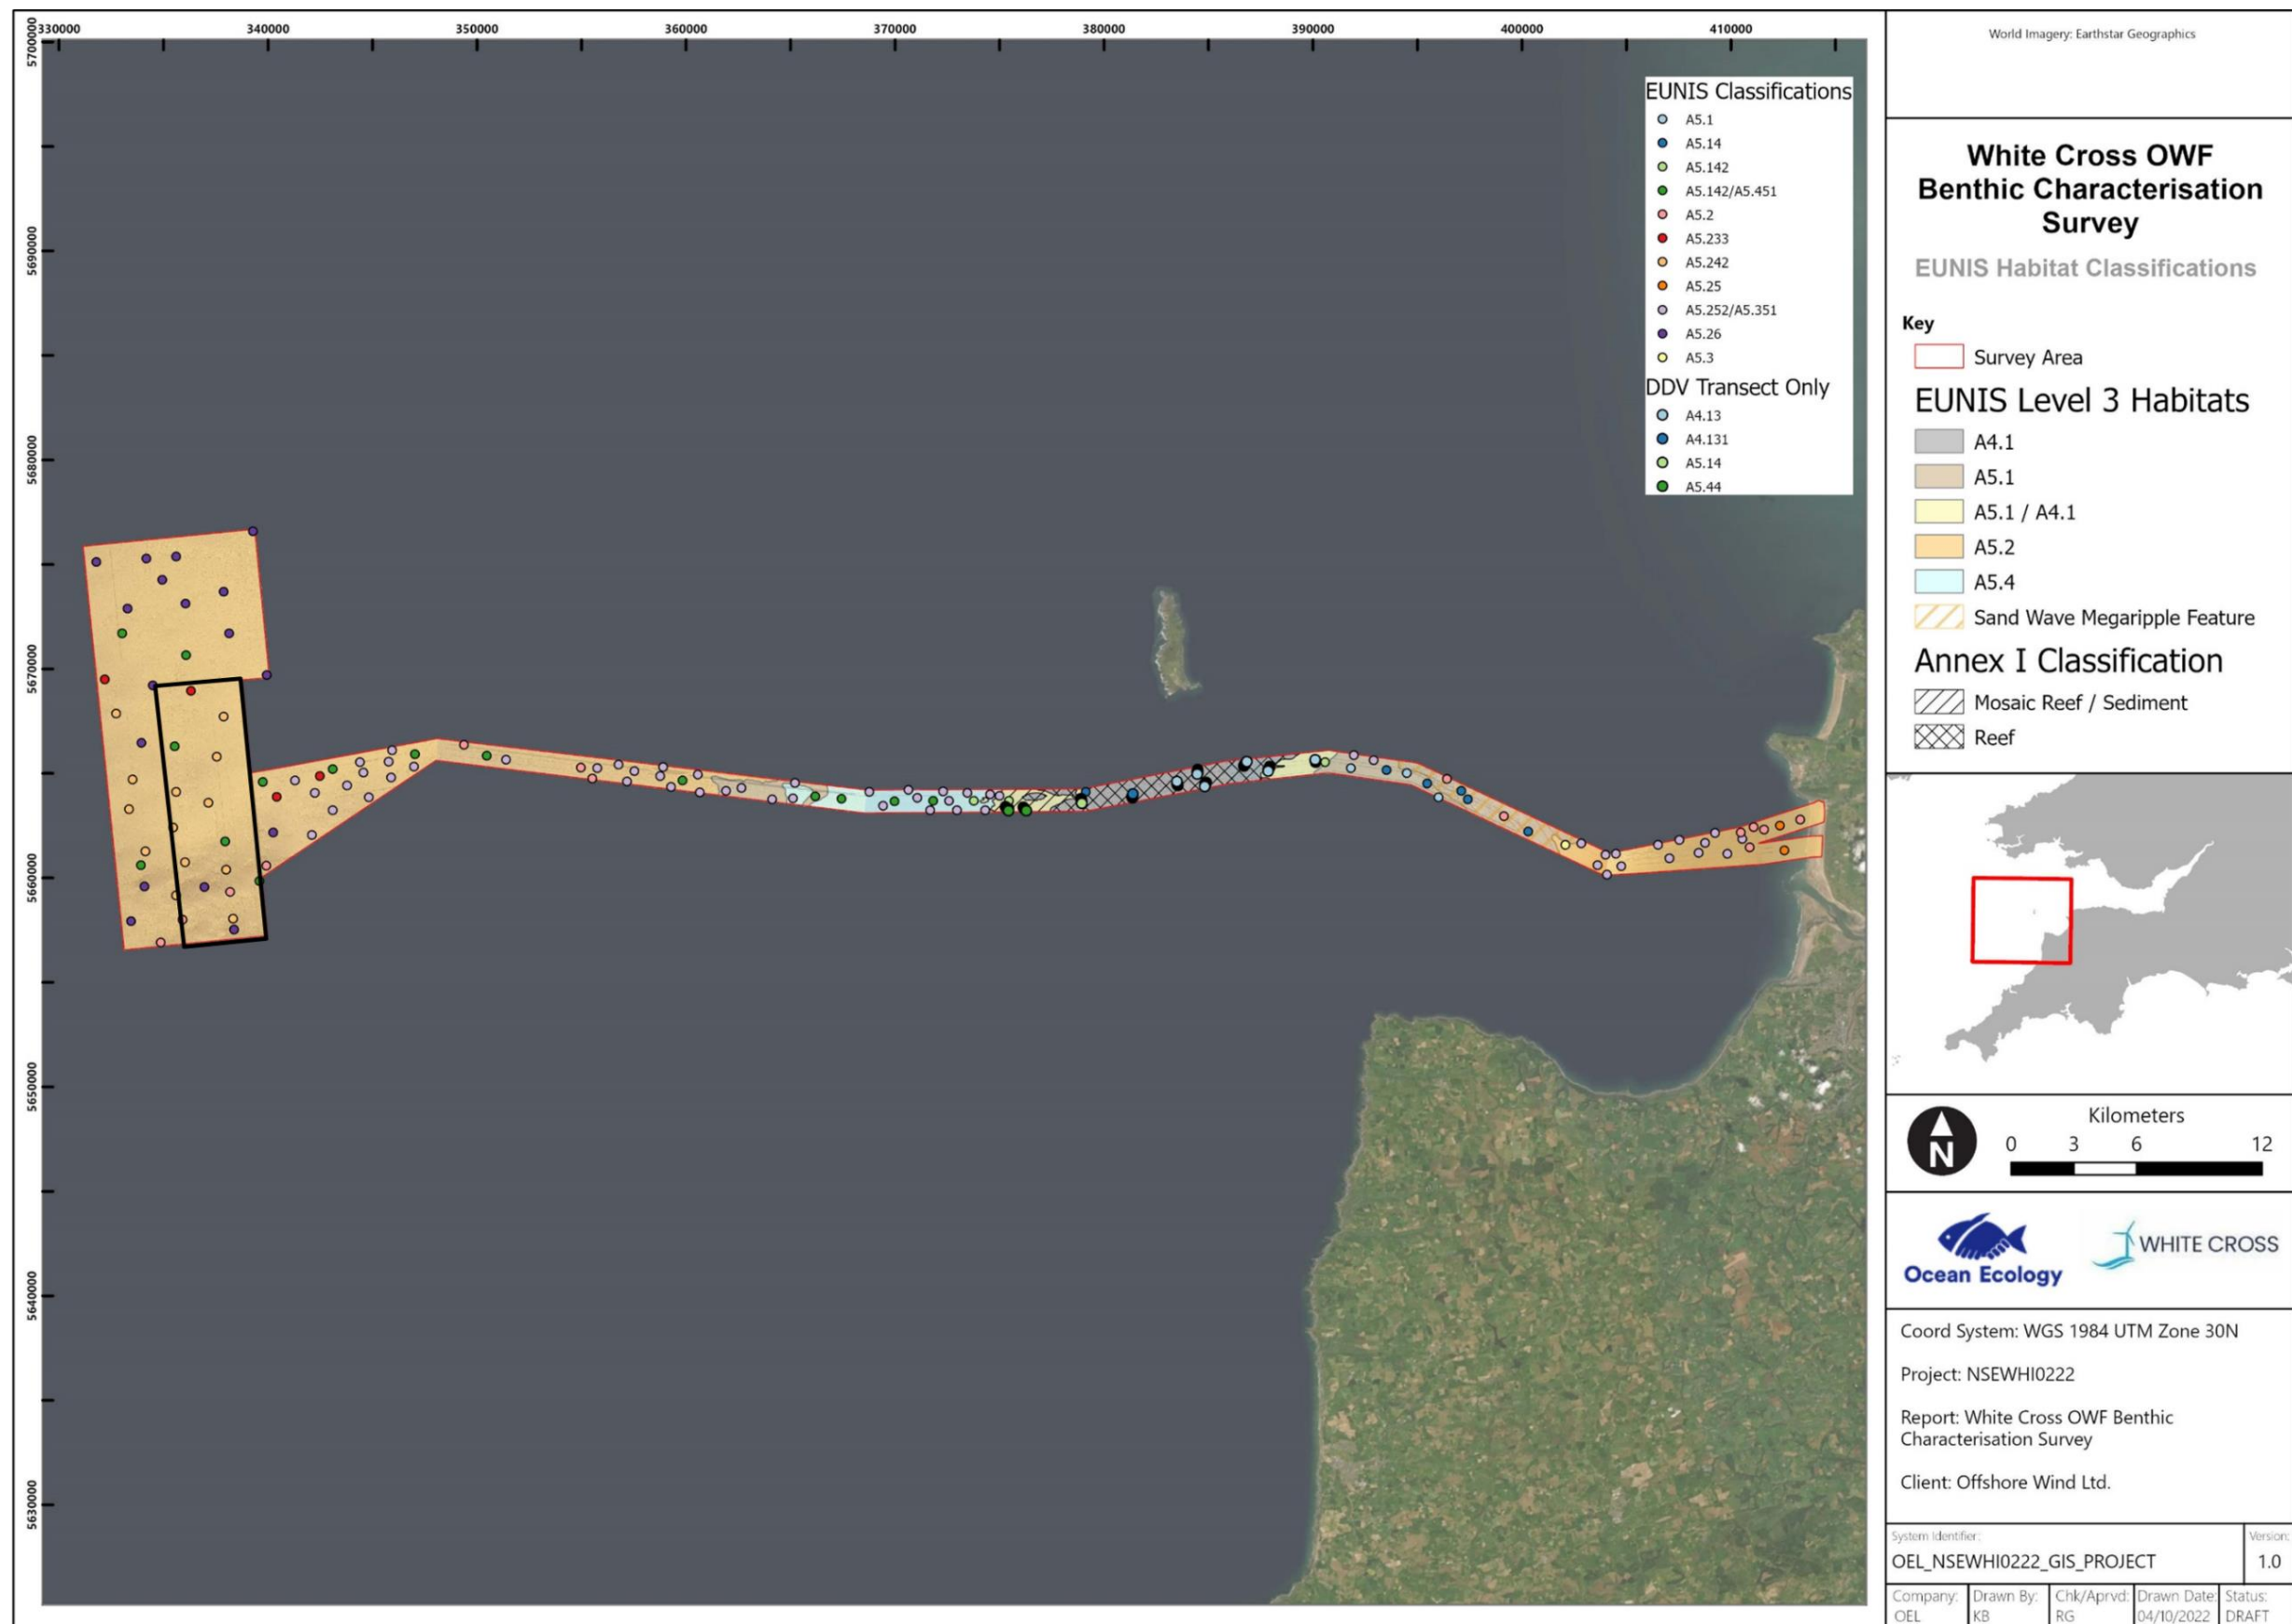 330000 340000 350000 360000 370000 380000 390000 400000 410000
5700000
5690000
5680000
5670000
5660000
5650000
5640000
5630000
EUNIS Classifications
A5.1
A5.14
A5.142
A5.142/A5.451
A5.2
A5.233
A5.242
A5.25
A5.252/A5.351
A5.26
A5.3
DDV Transect Only
A4.13
A4.131
A5.14
A5.44
World Imagery: Earthstar Geographics
White Cross OWF
Benthic Characterisation
Survey
EUNIS Habitat Classifications
Key
Survey Area
EUNIS Level 3 Habitats
A4.1
A5.1
A5.1 / A4.1
A5.2
A5.4
Sand Wave Megaripple Feature
Annex I Classification
Mosaic Reef / Sediment
Reef
N
Kilometers
0 3 6 12
Ocean Ecology
WHITE CROSS
Coord System: WGS 1984 UTM Zone 30N
Project: NSEWHI0222
Report: White Cross OWF Benthic
Characterisation Survey
Client: Offshore Wind Ltd.
System Identifier: Version:
OEL_NSEWHI0222_GIS_PROJECT 1.0
Company: Drawn By: Chk/Aprvd: Drawn Date: Status:
OEL KB RG 04/10/2022 DRAFT